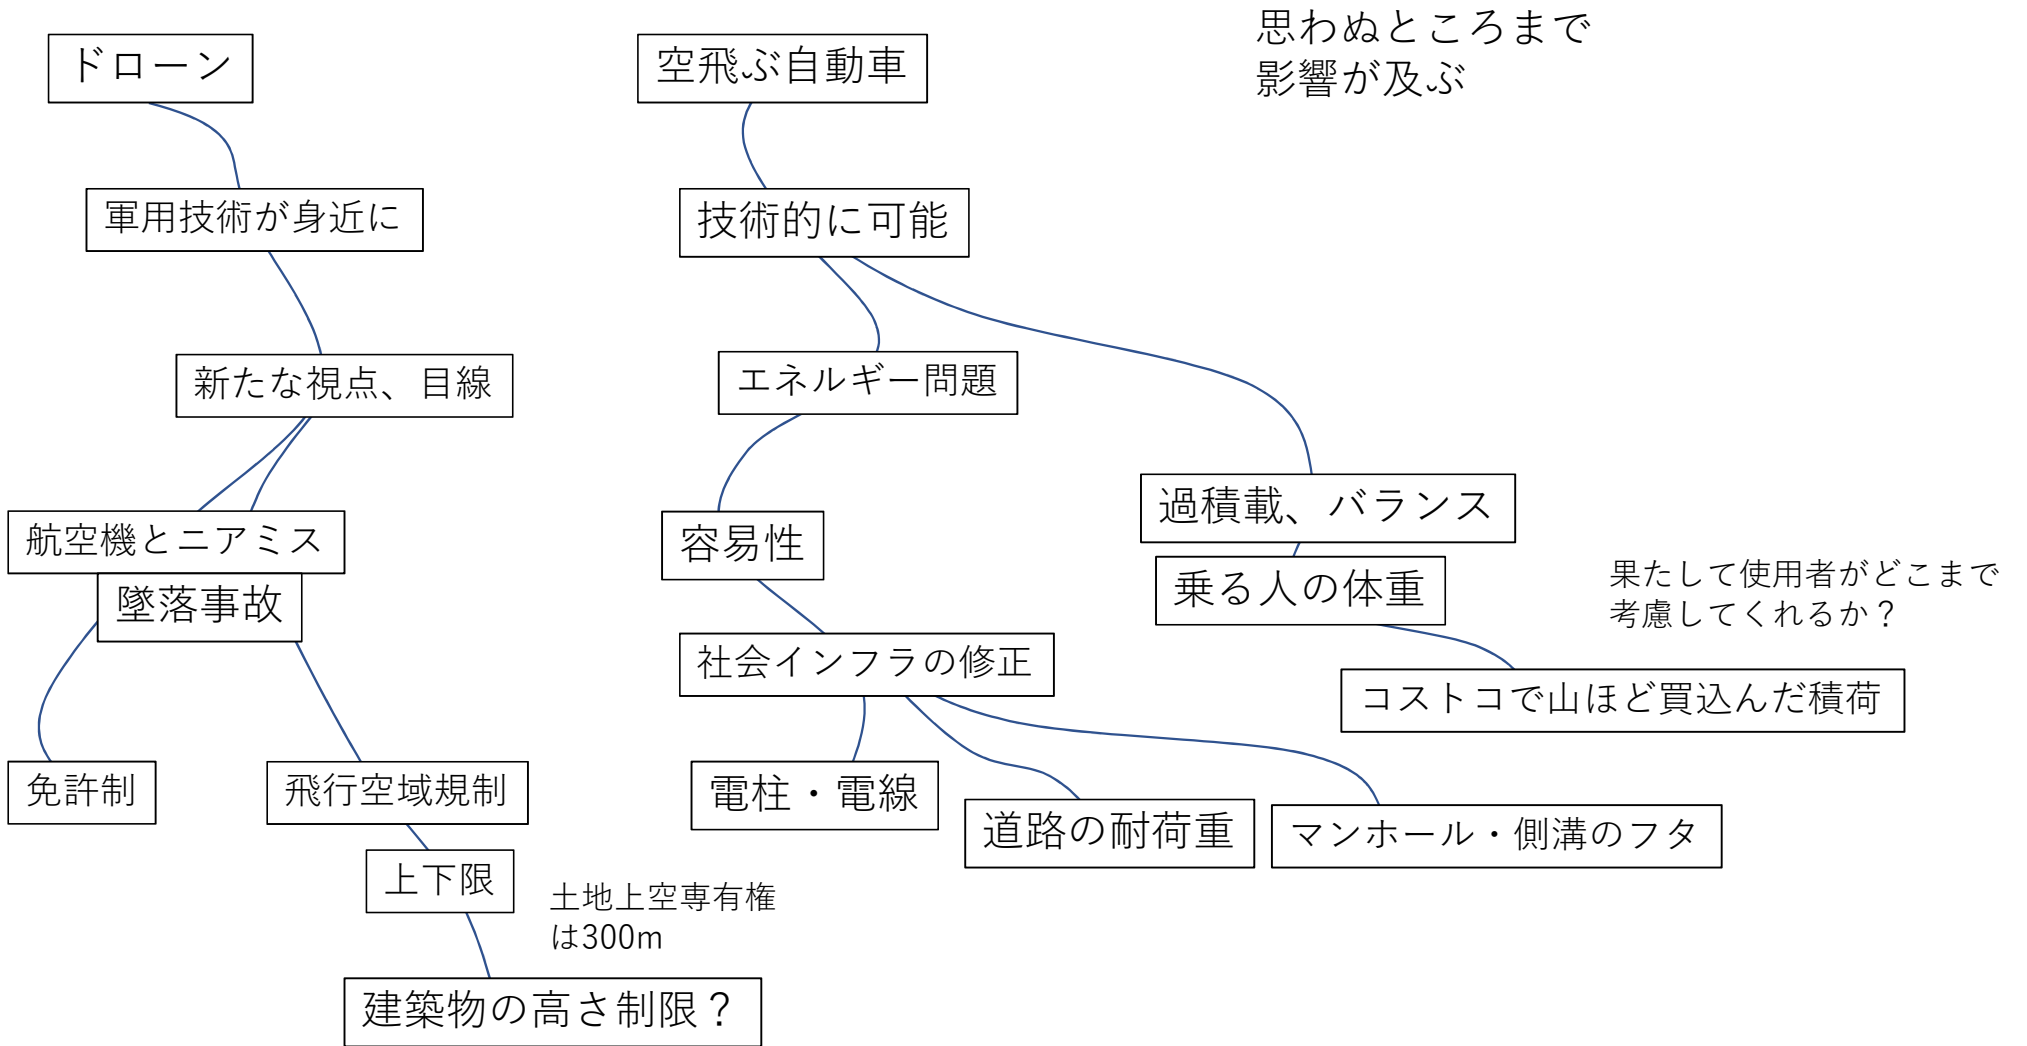 ドローン
空飛ぶ自動車
思わぬところまで
影響が及ぶ
軍用技術が身近に
技術的に可能
新たな視点、目線
エネルギー問題
過積載、バランス
航空機とニアミス
容易性
乗る人の体重
果たして使用者がどこまで
考慮してくれるか？
墜落事故
社会インフラの修正
コストコで山ほど買込んだ積荷
免許制
飛行空域規制
電柱・電線
道路の耐荷重
マンホール・側溝のフタ
上下限
土地上空専有権
は300m
建築物の高さ制限？